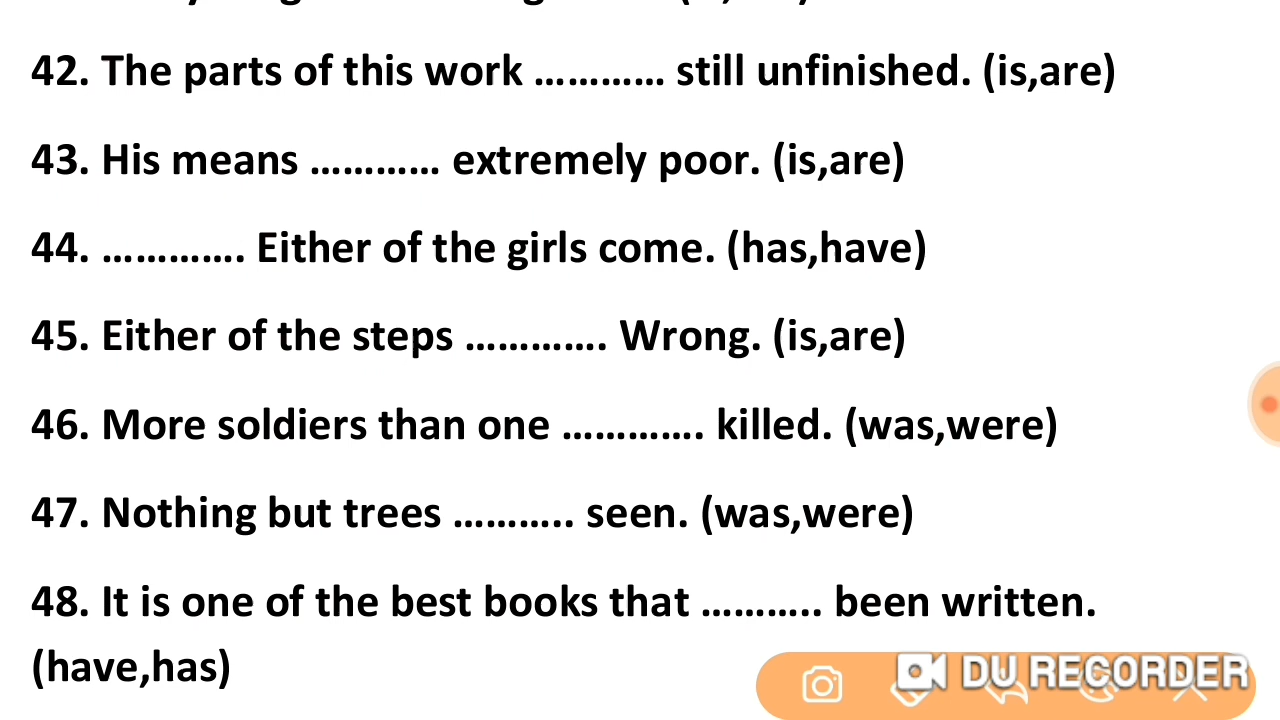 42. The parts of this work ………… still unfinished. (is,are)
43. His means ………… extremely poor. (is,are)
44. …………. Either of the girls come. (has,have)
45. Either of the steps …………. Wrong. (is,are)
46. More soldiers than one …………. killed. (was,were)
47. Nothing but trees ……….. seen. (was,were)
48. It is one of the best books that ……….. been written.
(have,has)
DU RECORDER